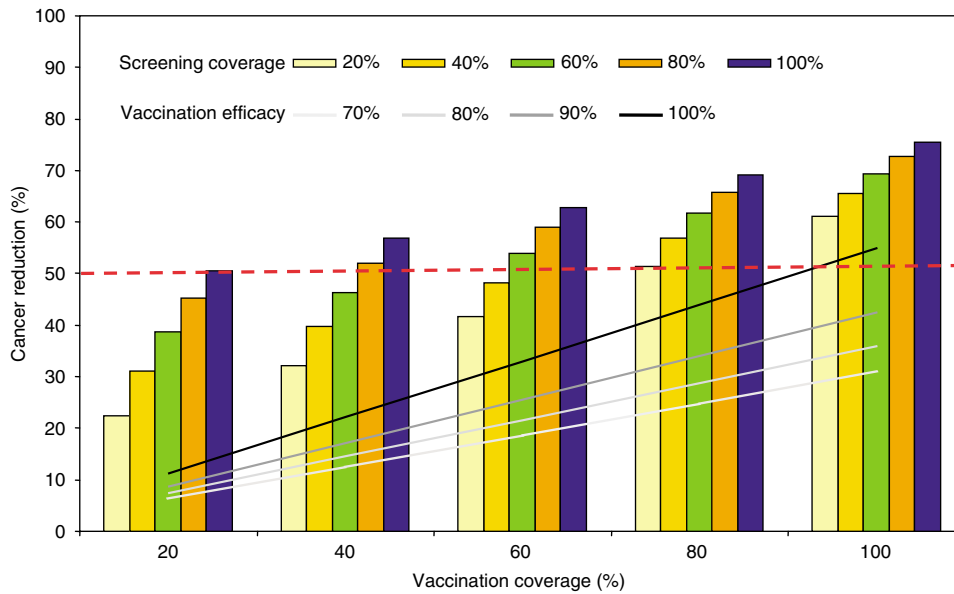 100
90
80
70
60
50
40
30
20
10
0
Cancer reduction (%)
Screening coverage 20% 40% 60% 80% 100%
Vaccination efficacy 70% 80% 90% 100%
20 40 60 80 100
Vaccination coverage (%)